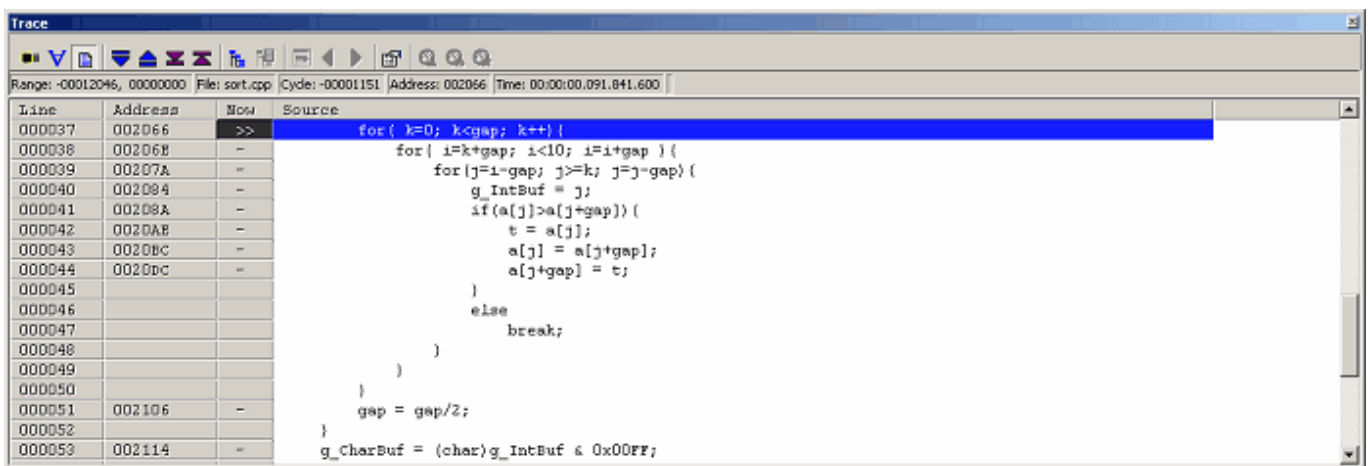 Trace
Range: -00012046, 00000000 File: sort.cpp Cycle: -00001151 Address: 002066 Time: 00:00:00.091.841.600
Line Address Now Source
000037 002066 >> for( k=0; k<gap; k++){
000038 00206E - for( i=k+gap; i<10; i=i+gap ){
000039 00207A - for(j=i-gap; j>=k; j=j-gap){
000040 002084 - g_IntBuf = j;
000041 00208A - if(a[j]>a[j+gap]){
000042 0020AE - t = a[j];
000043 0020BC - a[j] = a[j+gap];
000044 0020DC - a[j+gap] = t;
000045 }
000046 else
000047 break;
000048 }
000049 }
000050 }
000051 002106 - gap = gap/2;
000052 }
000053 002114 - g_CharBuf = (char)g_IntBuf & 0x00FF;